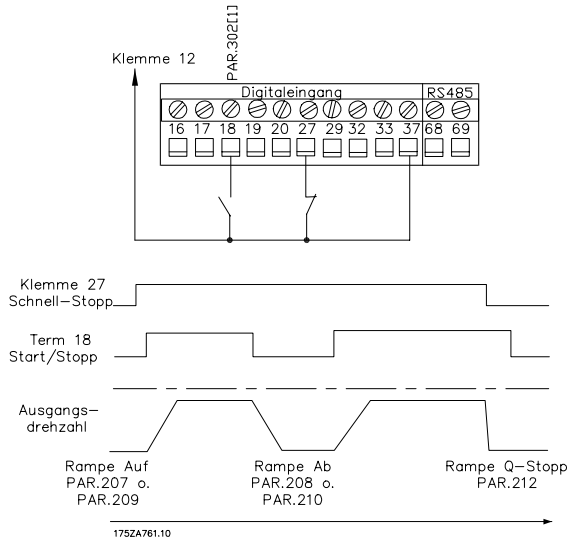 PAR.302[1]
Klemme 12
Digitaleingang
RS485
16 17 18 19 20 27 29 32 33 37 68 69
Klemme 27
Schnell-Stopp
Term 18
Start/Stopp
Ausgangs-
drehzahl
Rampe Auf
PAR.207 o.
PAR.209
Rampe Ab
PAR.208 o.
PAR.210
Rampe Q-Stopp
PAR.212
175ZA761.10